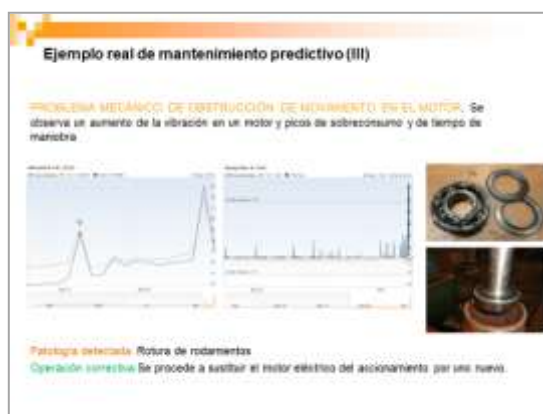 Ejemplo real de mantenimiento predictivo (III)
PROBLEMA MECÁNICO DE OBSTRUCCIÓN DE MOVIMIENTO EN EL MOTOR. Se
observa un aumento de la vibración en un motor y picos de sobreconsumo y de tiempo de
maniobra
Patología detectada: Rotura de rodamientos
Operación correctiva: Se procede a sustituir el motor eléctrico del accionamiento por uno nuevo.